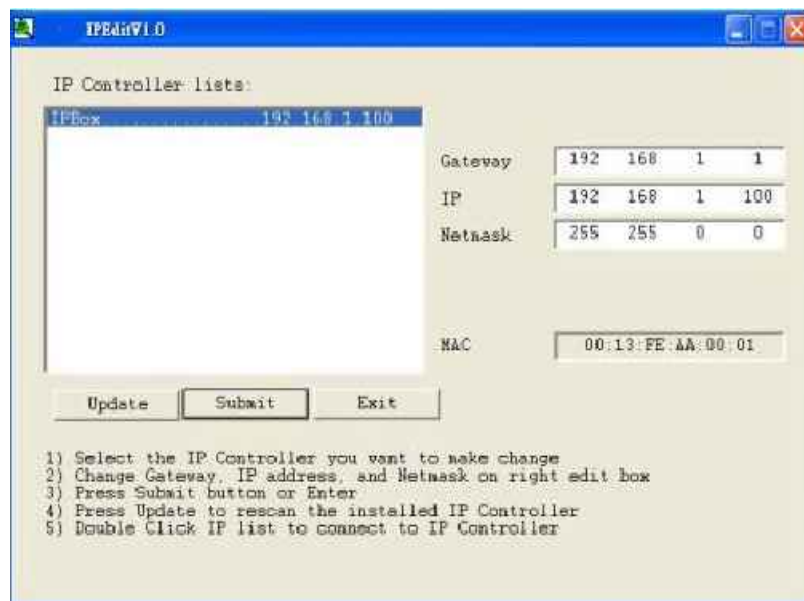 IPEditV1.0
IP Controller lists:
IPBox................192.168.1.100
Gateway 192 168 1 1
IP 192 168 1 100
Netmask 255 255 0 0
MAC 00:13:FE:AA:00:01
Update Submit Exit
1) Select the IP Controller you want to make change
2) Change Gateway, IP address, and Netmask on right edit box
3) Press Submit button or Enter
4) Press Update to rescan the installed IP Controller
5) Double Click IP list to connect to IP Controller